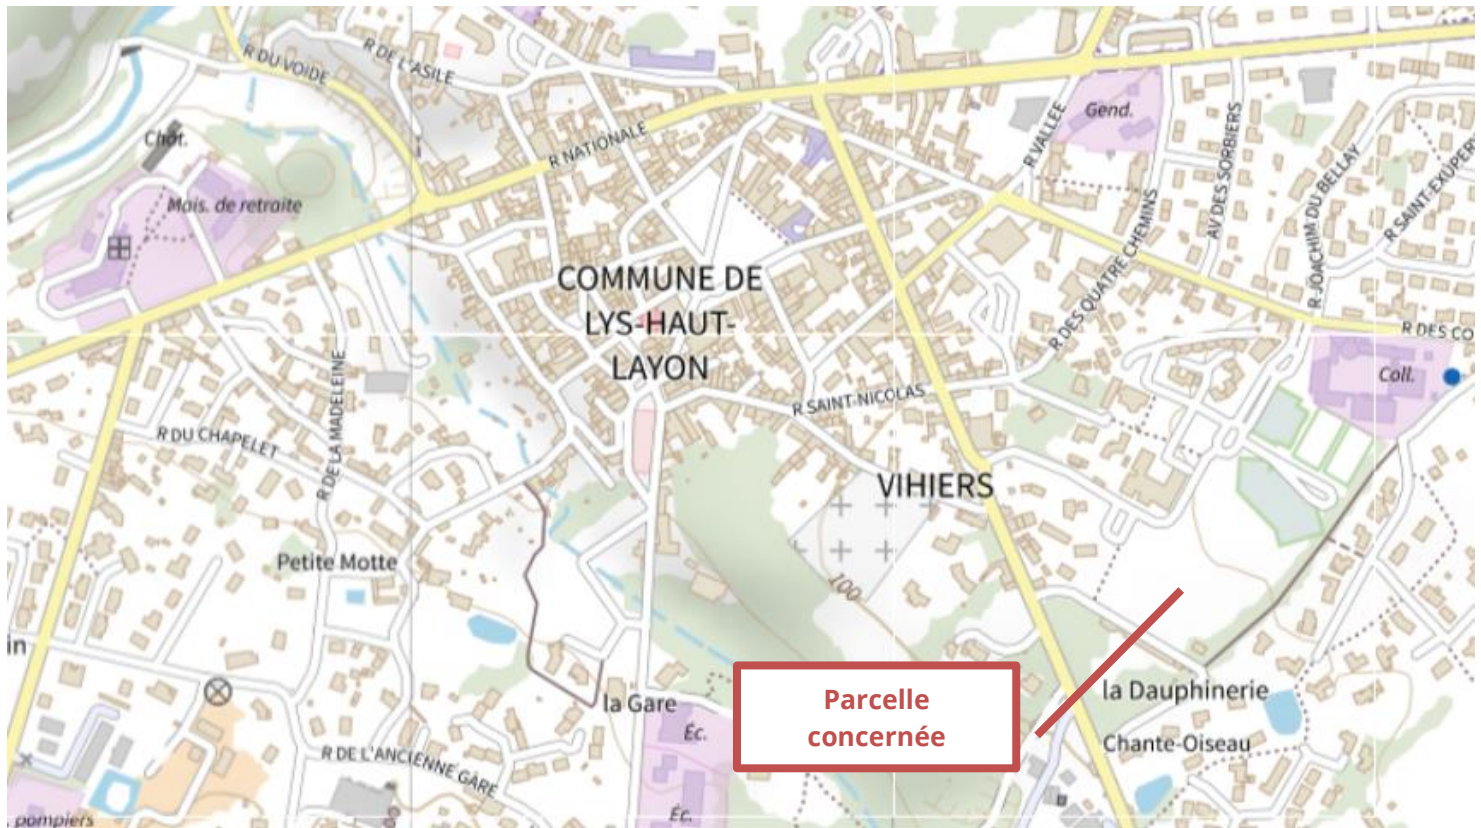 R DU VOIDE
R DE L'ASILE
Chât.
R NATIONALE
Mais. de retraite
Gend.
R VALLÉE
AV DES SORBIERS
R JOACHIM DU BELLAY
R SAINT-EXUPER
R DES QUATRE CHEMINS
COMMUNE DE
LYS-HAUT-
LAYON
R DES CO
Coll.
R SAINT-NICOLAS
R DE LA MADELEINE
R DU CHAPELET
VIHIERS
Petite Motte
100
in
la Gare
Parcelle
concernée
la Dauphinerie
Éc.
Chante-Oiseau
R DE L'ANCIENNE GARE
Éc.
pompiers